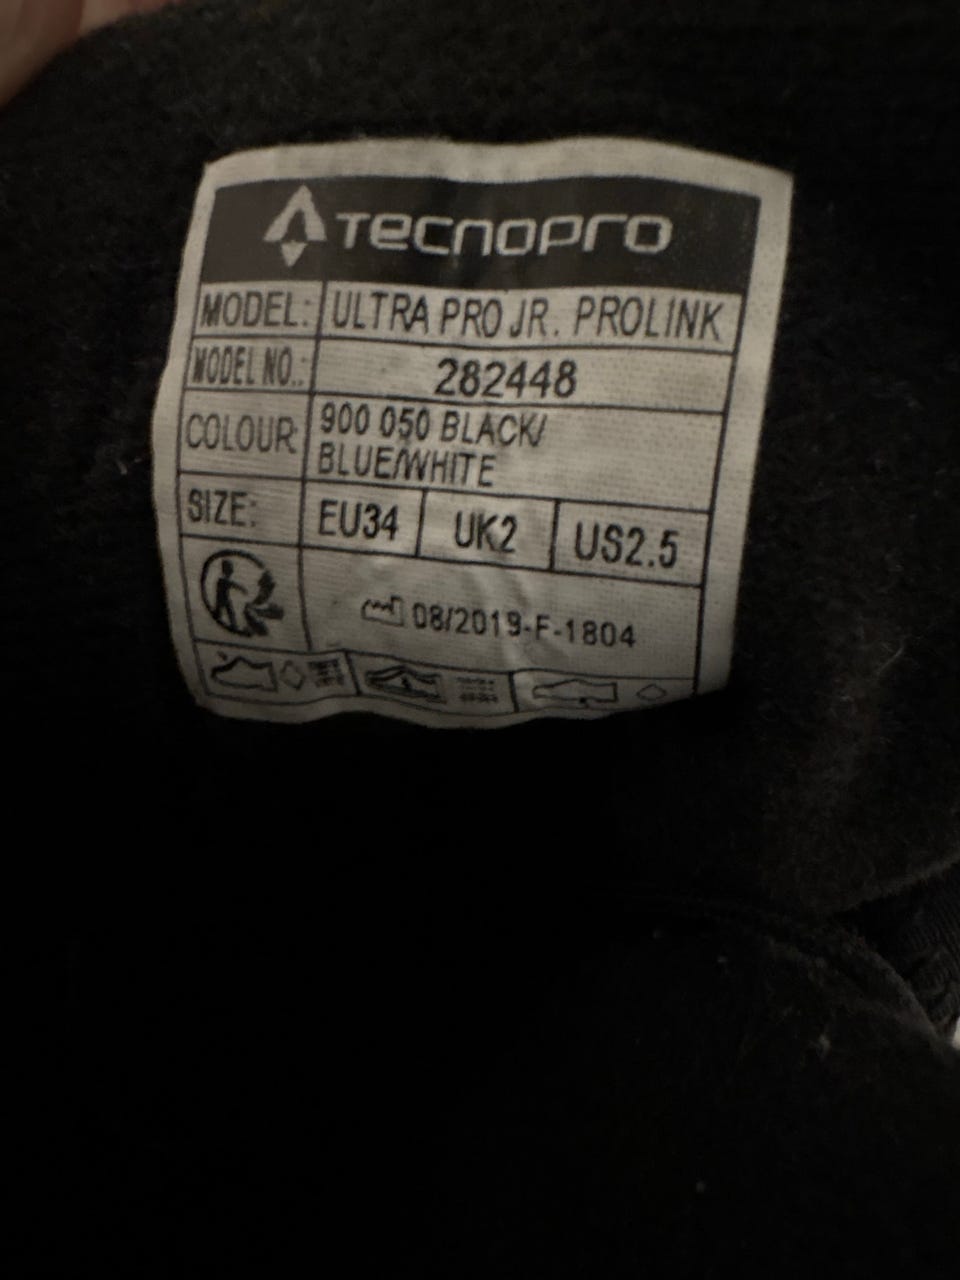 TECNOPRO
MODEL: ULTRA PRO JR. PROLINK
MODEL NO.: 282448
COLOUR: 900 050 BLACK/
BLUE/WHITE
SIZE: EU34 UK2 US2.5
08/2019-F-1804